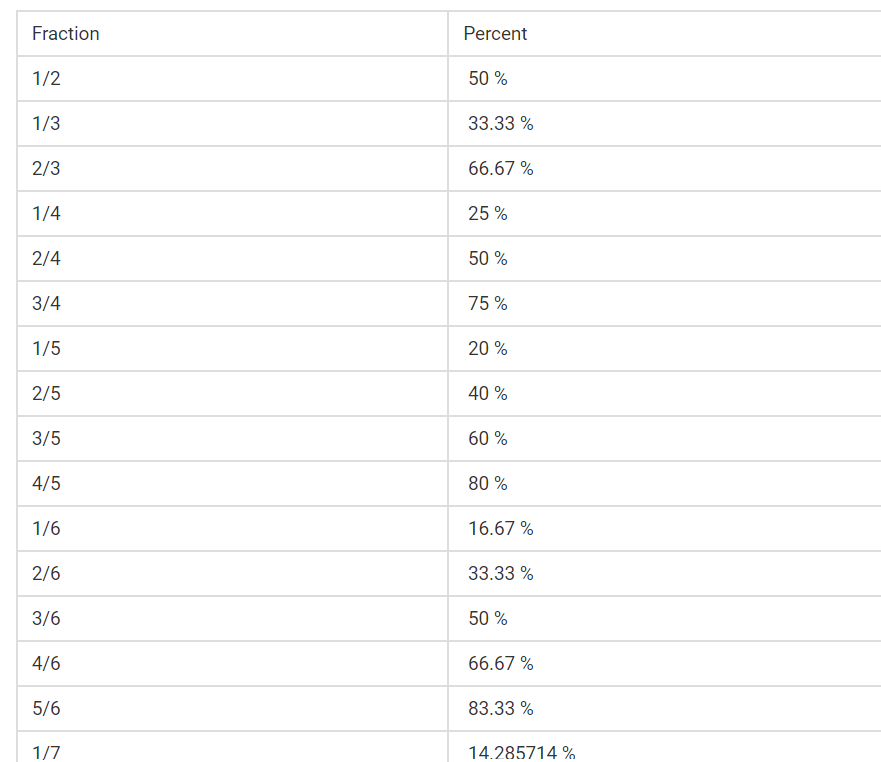 Fraction Percent
1/2 50 %
1/3 33.33 %
2/3 66.67 %
1/4 25 %
2/4 50 %
3/4 75 %
1/5 20 %
2/5 40 %
3/5 60 %
4/5 80 %
1/6 16.67 %
2/6 33.33 %
3/6 50 %
4/6 66.67 %
5/6 83.33 %
1/7 14.285714 %